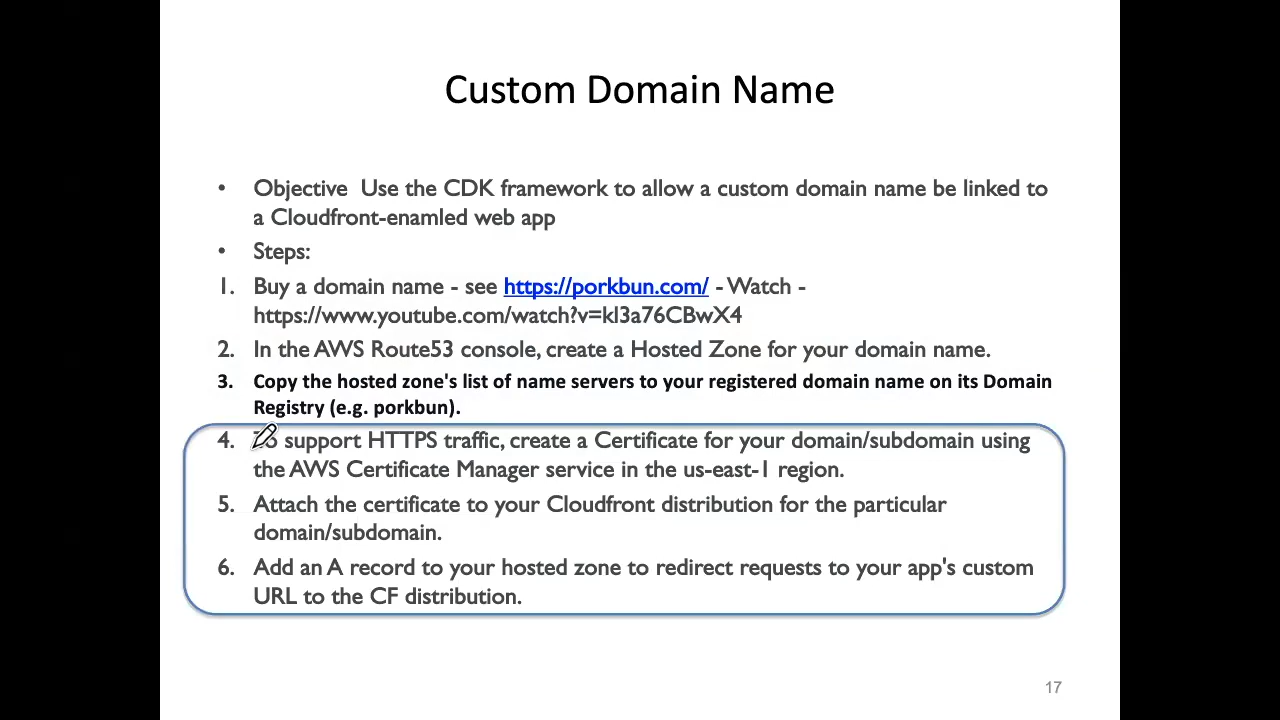 Custom Domain Name
• Objective  Use the CDK framework to allow a custom domain name be linked to
a Cloudfront-enamled web app
• Steps:
1. Buy a domain name - see https://porkbun.com/ - Watch -
https://www.youtube.com/watch?v=kl3a76CBwX4
2. In the AWS Route53 console, create a Hosted Zone for your domain name.
3. Copy the hosted zone's list of name servers to your registered domain name on its Domain
Registry (e.g. porkbun).
4. To support HTTPS traffic, create a Certificate for your domain/subdomain using
the AWS Certificate Manager service in the us-east-1 region.
5. Attach the certificate to your Cloudfront distribution for the particular
domain/subdomain.
6. Add an A record to your hosted zone to redirect requests to your app's custom
URL to the CF distribution.
17